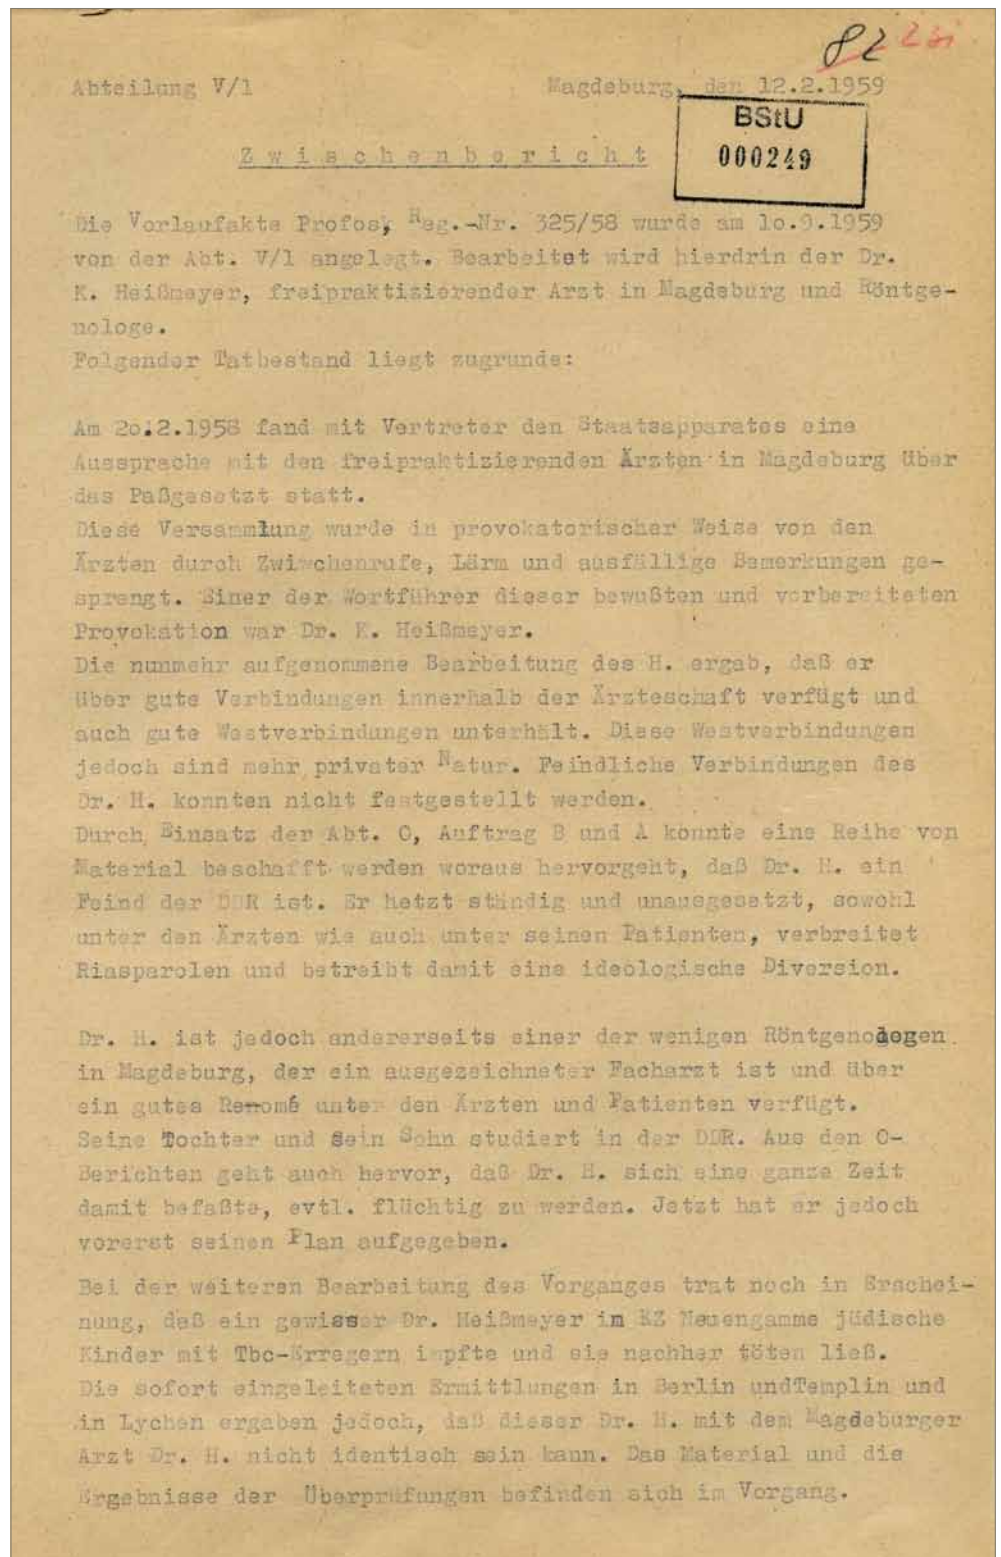 82
Abteilung V/1 Magdeburg, den 12.2.1959
BStU
000249
Zwischenbericht
Die Vorlaufakte Profos, Reg.-Nr. 325/58 wurde am 1o.9.1959
von der Abt. V/1 angelegt. Bearbeitet wird hierdrin der Dr.
K. Heißmeyer, freipraktizierender Arzt in Magdeburg und Röntge-
nologe.
Folgender Tatbestand liegt zugrunde:
Am 2o.2.1958 fand mit Vertreter den Staatsapparates eine
Aussprache mit den freipraktizierenden Ärzten in Magdeburg über
das Paßgesetzt statt.
Diese Versammlung wurde in provokatorischer Weise von den
Ärzten durch Zwiwchenrufe, Lärm und ausfällige Bemerkungen ge-
sprengt. Einer der Wortführer dieser bewußten und vorbereiteten
Provokation war Dr. K. Heißmeyer.
Die nunmehr aufgenommene Bearbeitung des H. ergab, daß er
über gute Verbindungen innerhalb der Ärzteschaft verfügt und
auch gute Westverbindungen unterhält. Diese Westverbindungen
jedoch sind mehr privater Natur. Feindliche Verbindungen des
Dr. H. konnten nicht festgestellt werden.
Durch Einsatz der Abt. O, Auftrag B und A konnte eine Reihe von
Material beschafft werden woraus hervorgeht, daß Dr. H. ein
Feind der DDR ist. Er hetzt ständig und unausgesetzt, sowohl
unter den Ärzten wie auch unter seinen Patienten, verbreitet
Riasparolen und betreibt damit eine ideologische Diversion.
Dr. H. ist jedoch andererseits einer der wenigen
in Magdeburg, der ein ausgezeichneter Facharzt ist und über
ein gutes Renomé unter den Ärzten und Patienten verfügt.
Seine Tochter und Sein Sohn studiert in der DDR. Aus den O-
Berichten geht auch hervor, daß Dr. H. sich eine ganze Zeit
damit befaßte, evtl. flüchtig zu werden. Jetzt hat er jedoch
vorerst seinen Plan aufgegeben.
Bei der weiteren Bearbeitung des Vorganges trat noch in Erschei-
nung, daß ein gewisser Dr. Heißmeyer im KZ Neuengamme jüdische
Kinder mit Tbc-Erregern impfte und sie nachher töten ließ.
Die sofort eingeleiteten Ermittlungen in Berlin undTemplin und
in Lychen ergaben jedoch, daß dieser Dr. H. mit dem Magdeburger
Arzt Dr. H. nicht identisch sein kann. Das Material und die
Ergebnisse der Überprüfungen befinden sich im Vorgang.